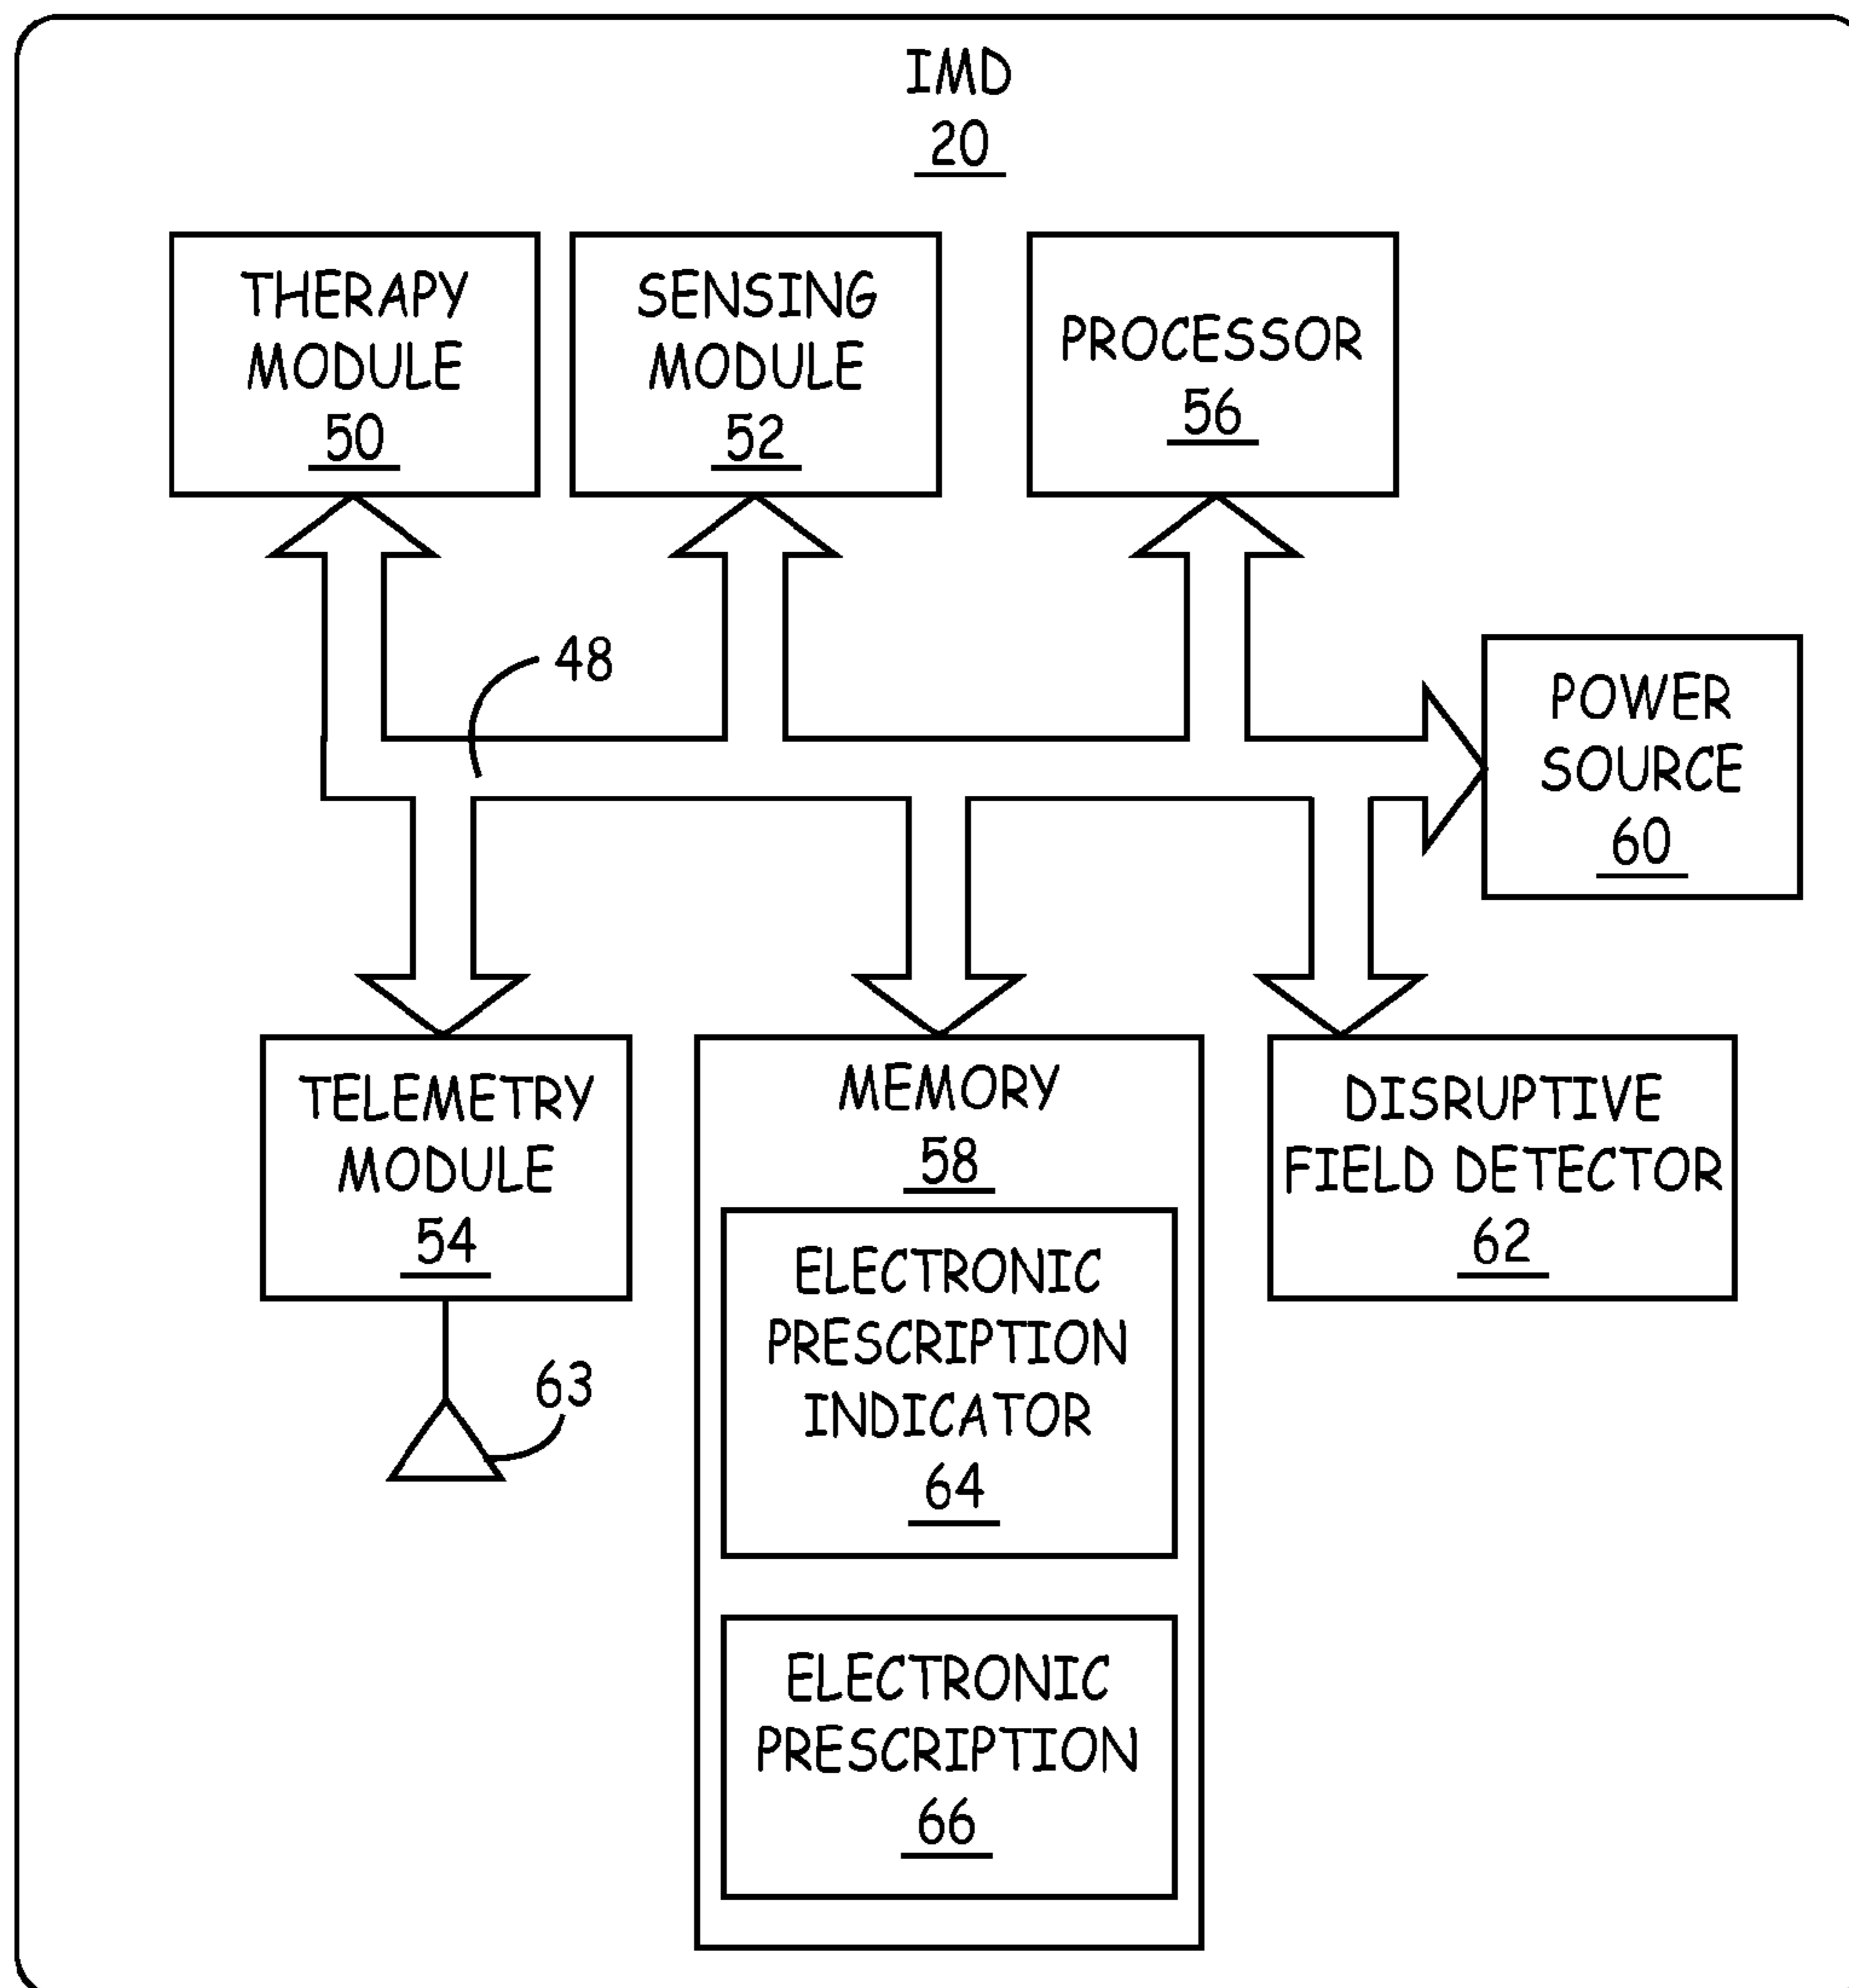 IMD
20
THERAPY
MODULE
50
SENSING
MODULE
52
PROCESSOR
56
48
POWER
SOURCE
60
TELEMETRY
MODULE
54
63
MEMORY
58
ELECTRONIC
PRESCRIPTION
INDICATOR
64
ELECTRONIC
PRESCRIPTION
66
DISRUPTIVE
FIELD DETECTOR
62